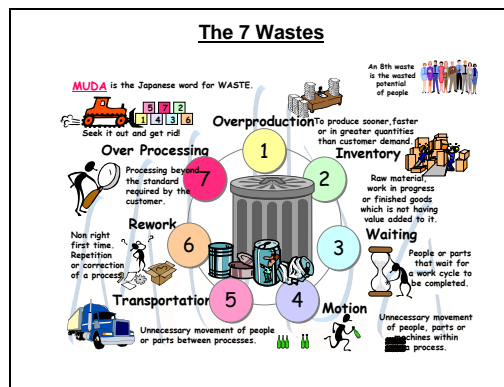 The 7 Wastes
MUDA is the Japanese word for WASTE.
5 7 2
1 4 3 6
Seek it out and get rid!
An 8th waste
is the wasted
potential
of people
Overproduction
To produce sooner,faster
or in greater quantities
than customer demand.
1
Inventory
Raw material,
work in progress
or finished goods
which is not having
value added to it.
2
Waiting
People or parts
that wait for
a work cycle to
be completed.
3
Motion
Unnecessary movement
of people, parts or
machines within
a process.
4
Transportation
Unnecessary movement of people
or parts between processes.
5
Rework
Non right
first time.
Repetition
or correction
of a process.
6
Over Processing
Processing beyond
the standard
required by the
customer.
7